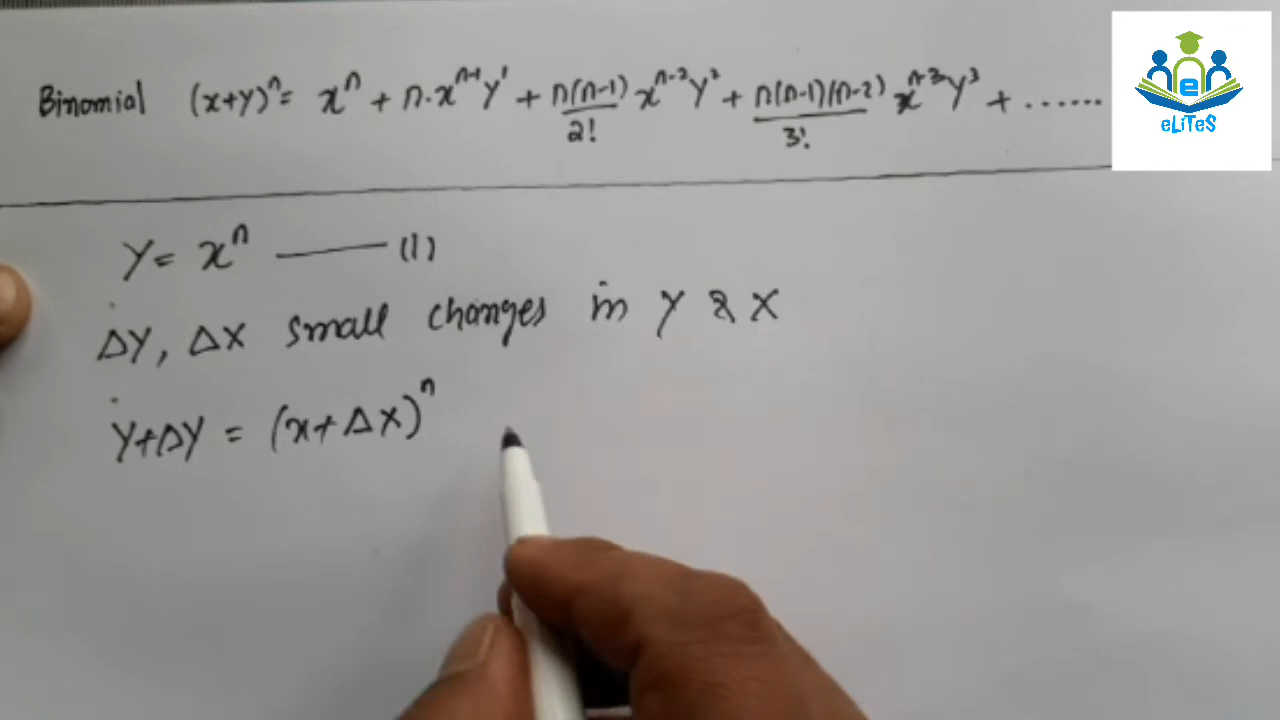 Binomial (x+y)^n = x^n + n.x^{n-1}y^1 + n(n-1)/2! x^{n-2}y^2 + n(n-1)(n-2)/3! x^{n-3}y^3 + ......
e
eLiTeS
Y = x^n —— (1)
ΔY, ΔX small changes in Y & X
Y+ΔY = (x+ΔX)^n